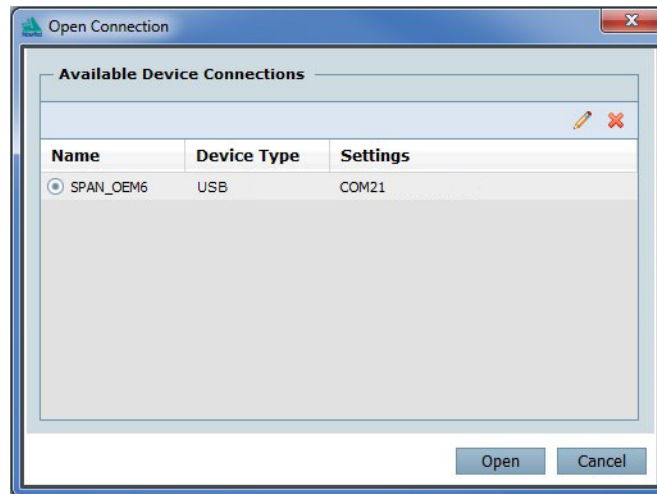 Open Connection
Available Device Connections
Name Device Type Settings
SPAN_OEM6 USB COM21
Open Cancel